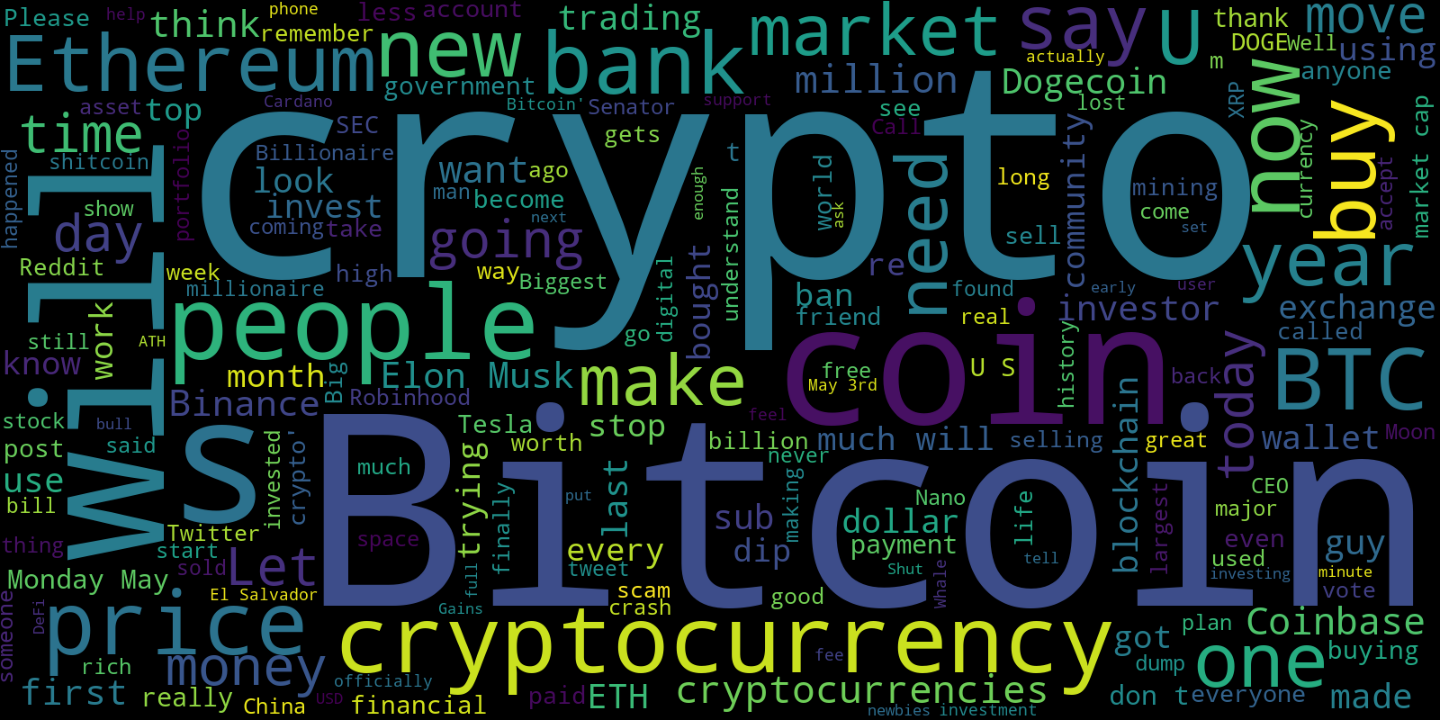 Please
help
phone
less
account
trading
market
say
U
thank
move
think
remember
new
bank
actually
DOGE
Well
using
Ethereum
government
million
Dogecoin
m
anyone
asset
top
Cardano
Bitcoin'
Senator
support
see
lost
now
XRP
buy
market cap
time
SEC
gets
Call
crypto
shitcoin
Billionaire
want
ago
t
need
community
currency
happened
will
portfolio
look
man
become
enough
world
long
mining
accept
show
invest
next
understand
ask
come
set
day
coming
take
going
sell
year
Reddit
week
high
way
Biggest
digital
bought
re
found
early
user
millionaire
ban
investor
exchange
work
people
go
friend
real
called
still
ATH
know
month
Big
Elon Musk
make
free
U S
history
back
BTC
Binance
Robinhood
May 3rd
coin
today
stock
bull
s
Tesla
stop
feel
blockchain
post
said
invested
crypto'
much
worth
billion
much will
selling
great
wallet
Moon
use
Bitcoin
trying
finally
last
never
making
Nano
life
largest
CEO
bill
put
sub
dollar
major
Twitter
space
every
dip
payment
used
even
guy
thing
start
tweet
Shut
tell
investing
minute
Monday May
sold
Let
full
scam
good
Whale
vote
El Salvador
Gains
crash
someone
DeFi
price
cryptocurrency
plan
Coinbase
rich
money
fee
got
one
buying
dump
first
really
officially
cryptocurrencies
don t
everyone
made
China
USD
financial
paid
ETH
newbies
investment